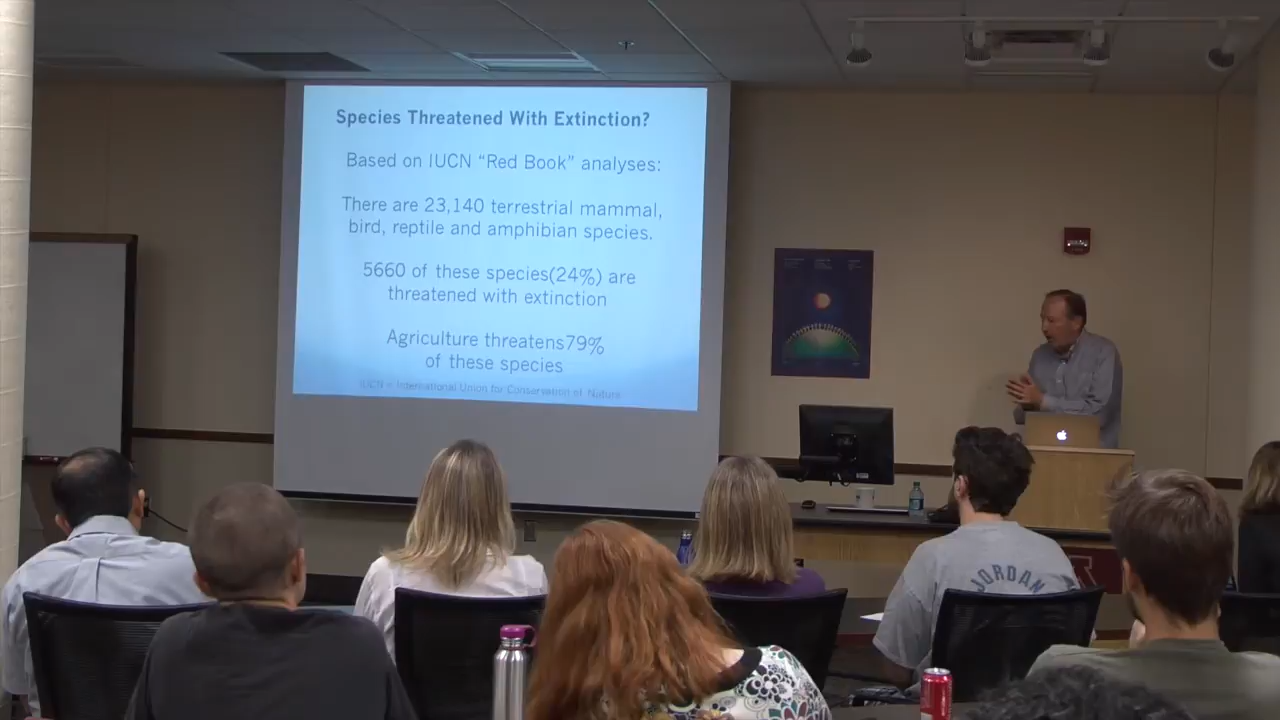 Species Threatened With Extinction?
Based on IUCN “Red Book” analyses:
There are 23,140 terrestrial mammal,
bird, reptile and amphibian species.
5660 of these species(24%) are
threatened with extinction
Agriculture threatens79%
of these species
IUCN = International Union for Conservation of Nature
JORDAN